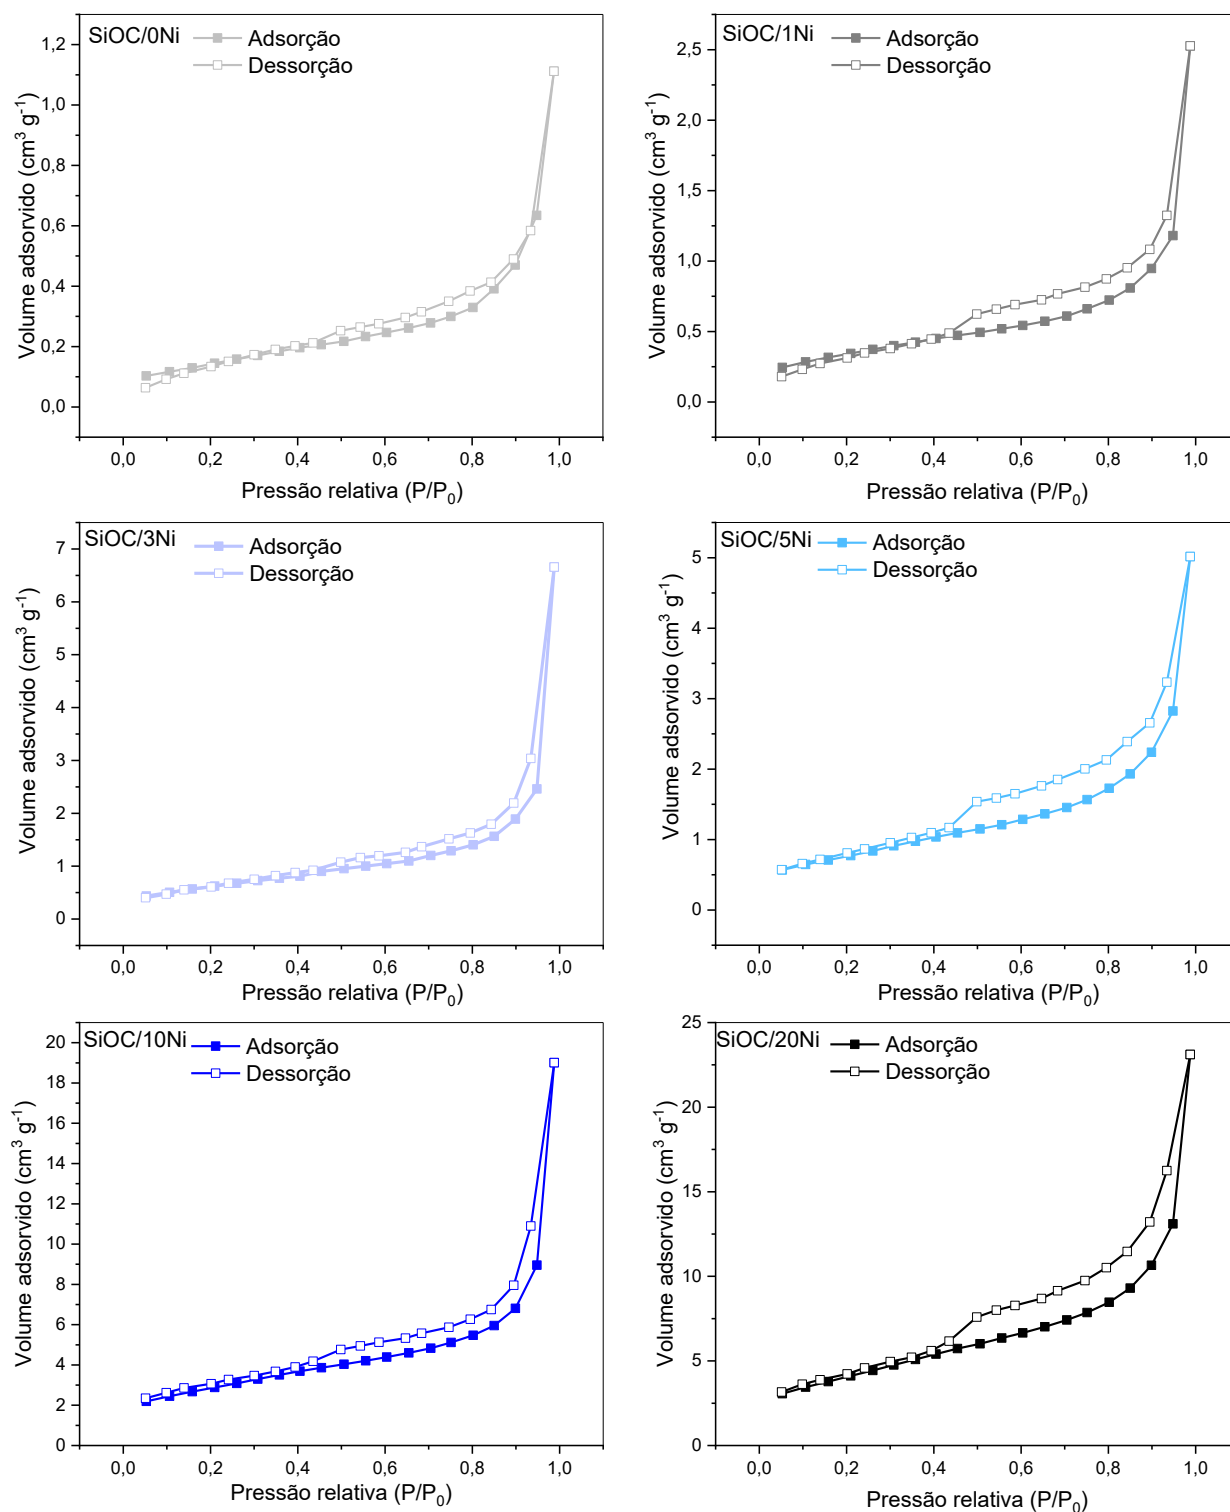 SiOC/0Ni
Adsorção
Dessorção
Volume adsorvido (cm³ g⁻¹)
1,2
1,0
0,8
0,6
0,4
0,2
0,0
0,0 0,2 0,4 0,6 0,8 1,0
Pressão relativa (P/P₀)
SiOC/1Ni
Adsorção
Dessorção
Volume adsorvido (cm³ g⁻¹)
2,5
2,0
1,5
1,0
0,5
0,0
0,0 0,2 0,4 0,6 0,8 1,0
Pressão relativa (P/P₀)
SiOC/3Ni
Adsorção
Dessorção
Volume adsorvido (cm³ g⁻¹)
7
6
5
4
3
2
1
0
0,0 0,2 0,4 0,6 0,8 1,0
Pressão relativa (P/P₀)
SiOC/5Ni
Adsorção
Dessorção
Volume adsorvido (cm³ g⁻¹)
5
4
3
2
1
0
0,0 0,2 0,4 0,6 0,8 1,0
Pressão relativa (P/P₀)
SiOC/10Ni
Adsorção
Dessorção
Volume adsorvido (cm³ g⁻¹)
20
18
16
14
12
10
8
6
4
2
0
0,0 0,2 0,4 0,6 0,8 1,0
Pressão relativa (P/P₀)
SiOC/20Ni
Adsorção
Dessorção
Volume adsorvido (cm³ g⁻¹)
25
20
15
10
5
0
0,0 0,2 0,4 0,6 0,8 1,0
Pressão relativa (P/P₀)